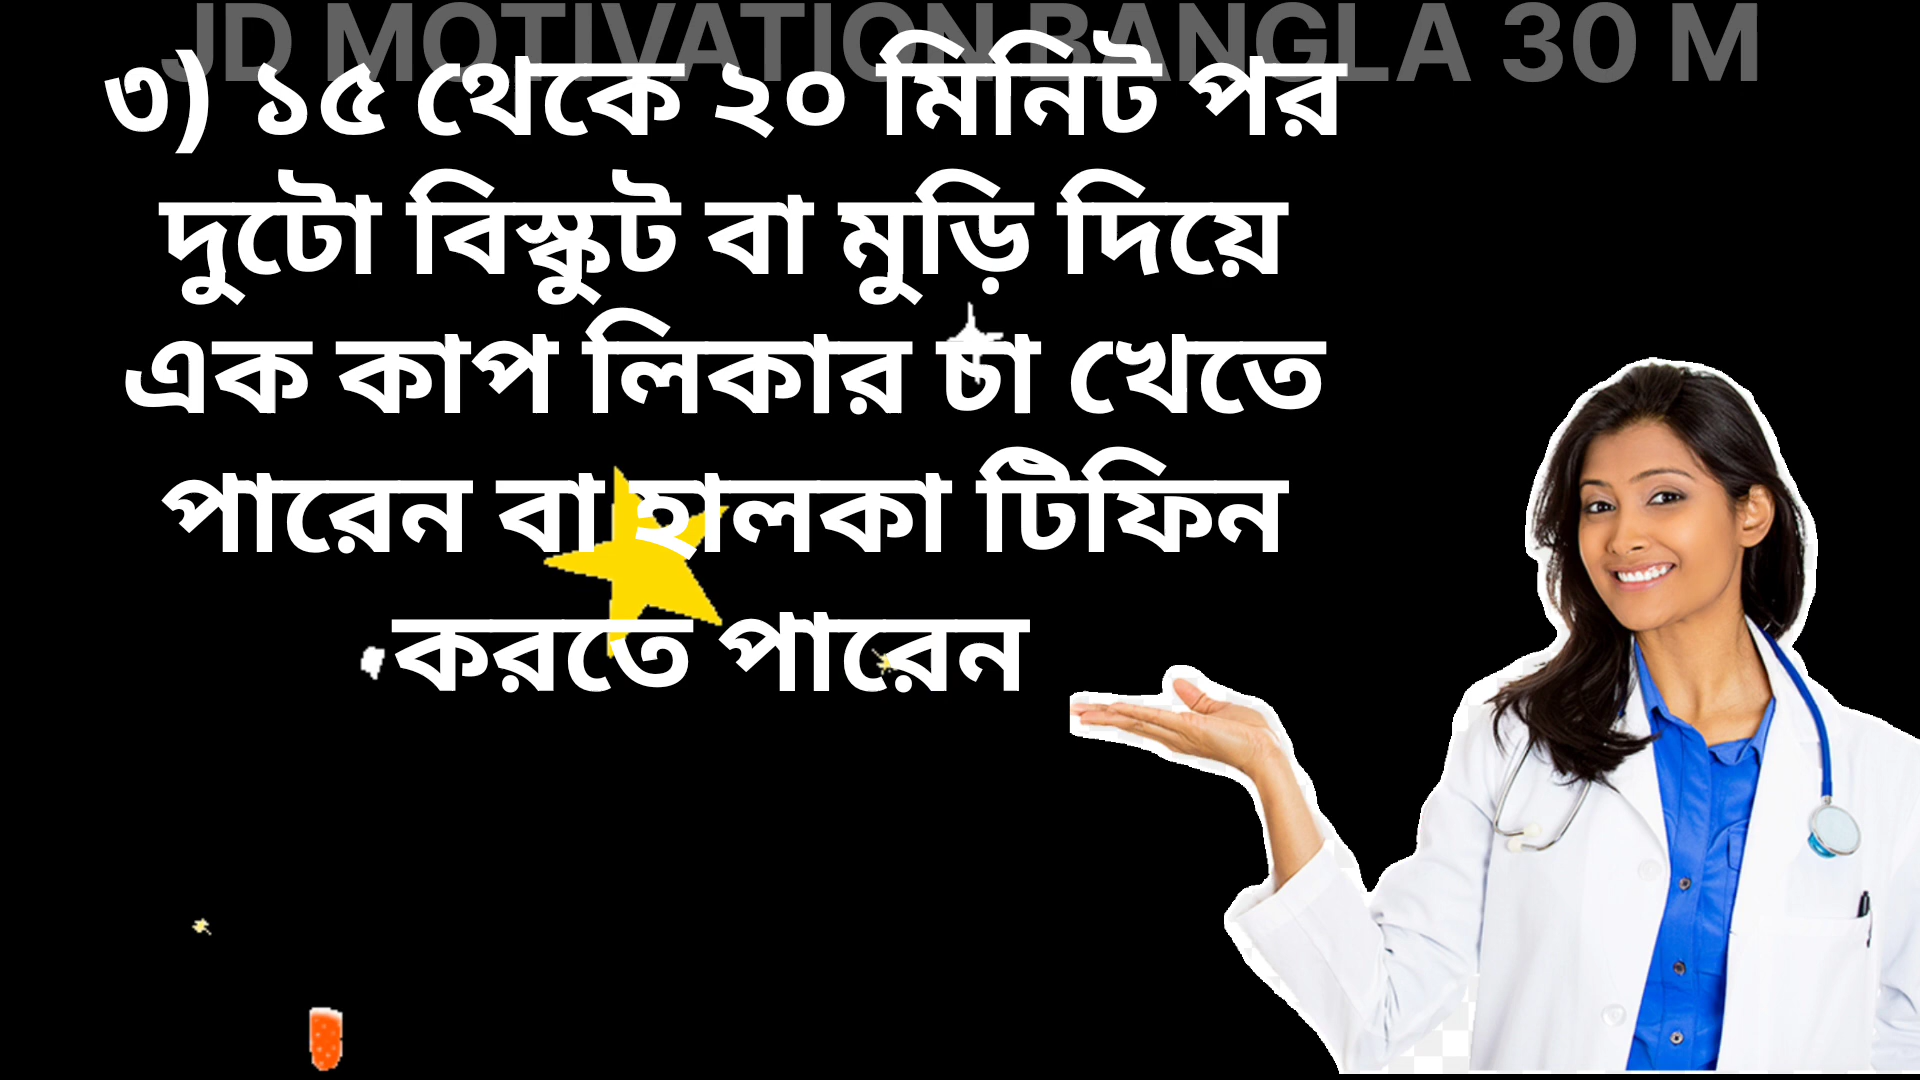 JD MOTIVATION BANGLA 30 M
৩) ১৫ থেকে ২০ মিনিট পর
দুটো বিস্কুট বা মুড়ি দিয়ে
এক কাপ লিকার চা খেতে
পারেন বা হালকা টিফিন
করতে পারেন